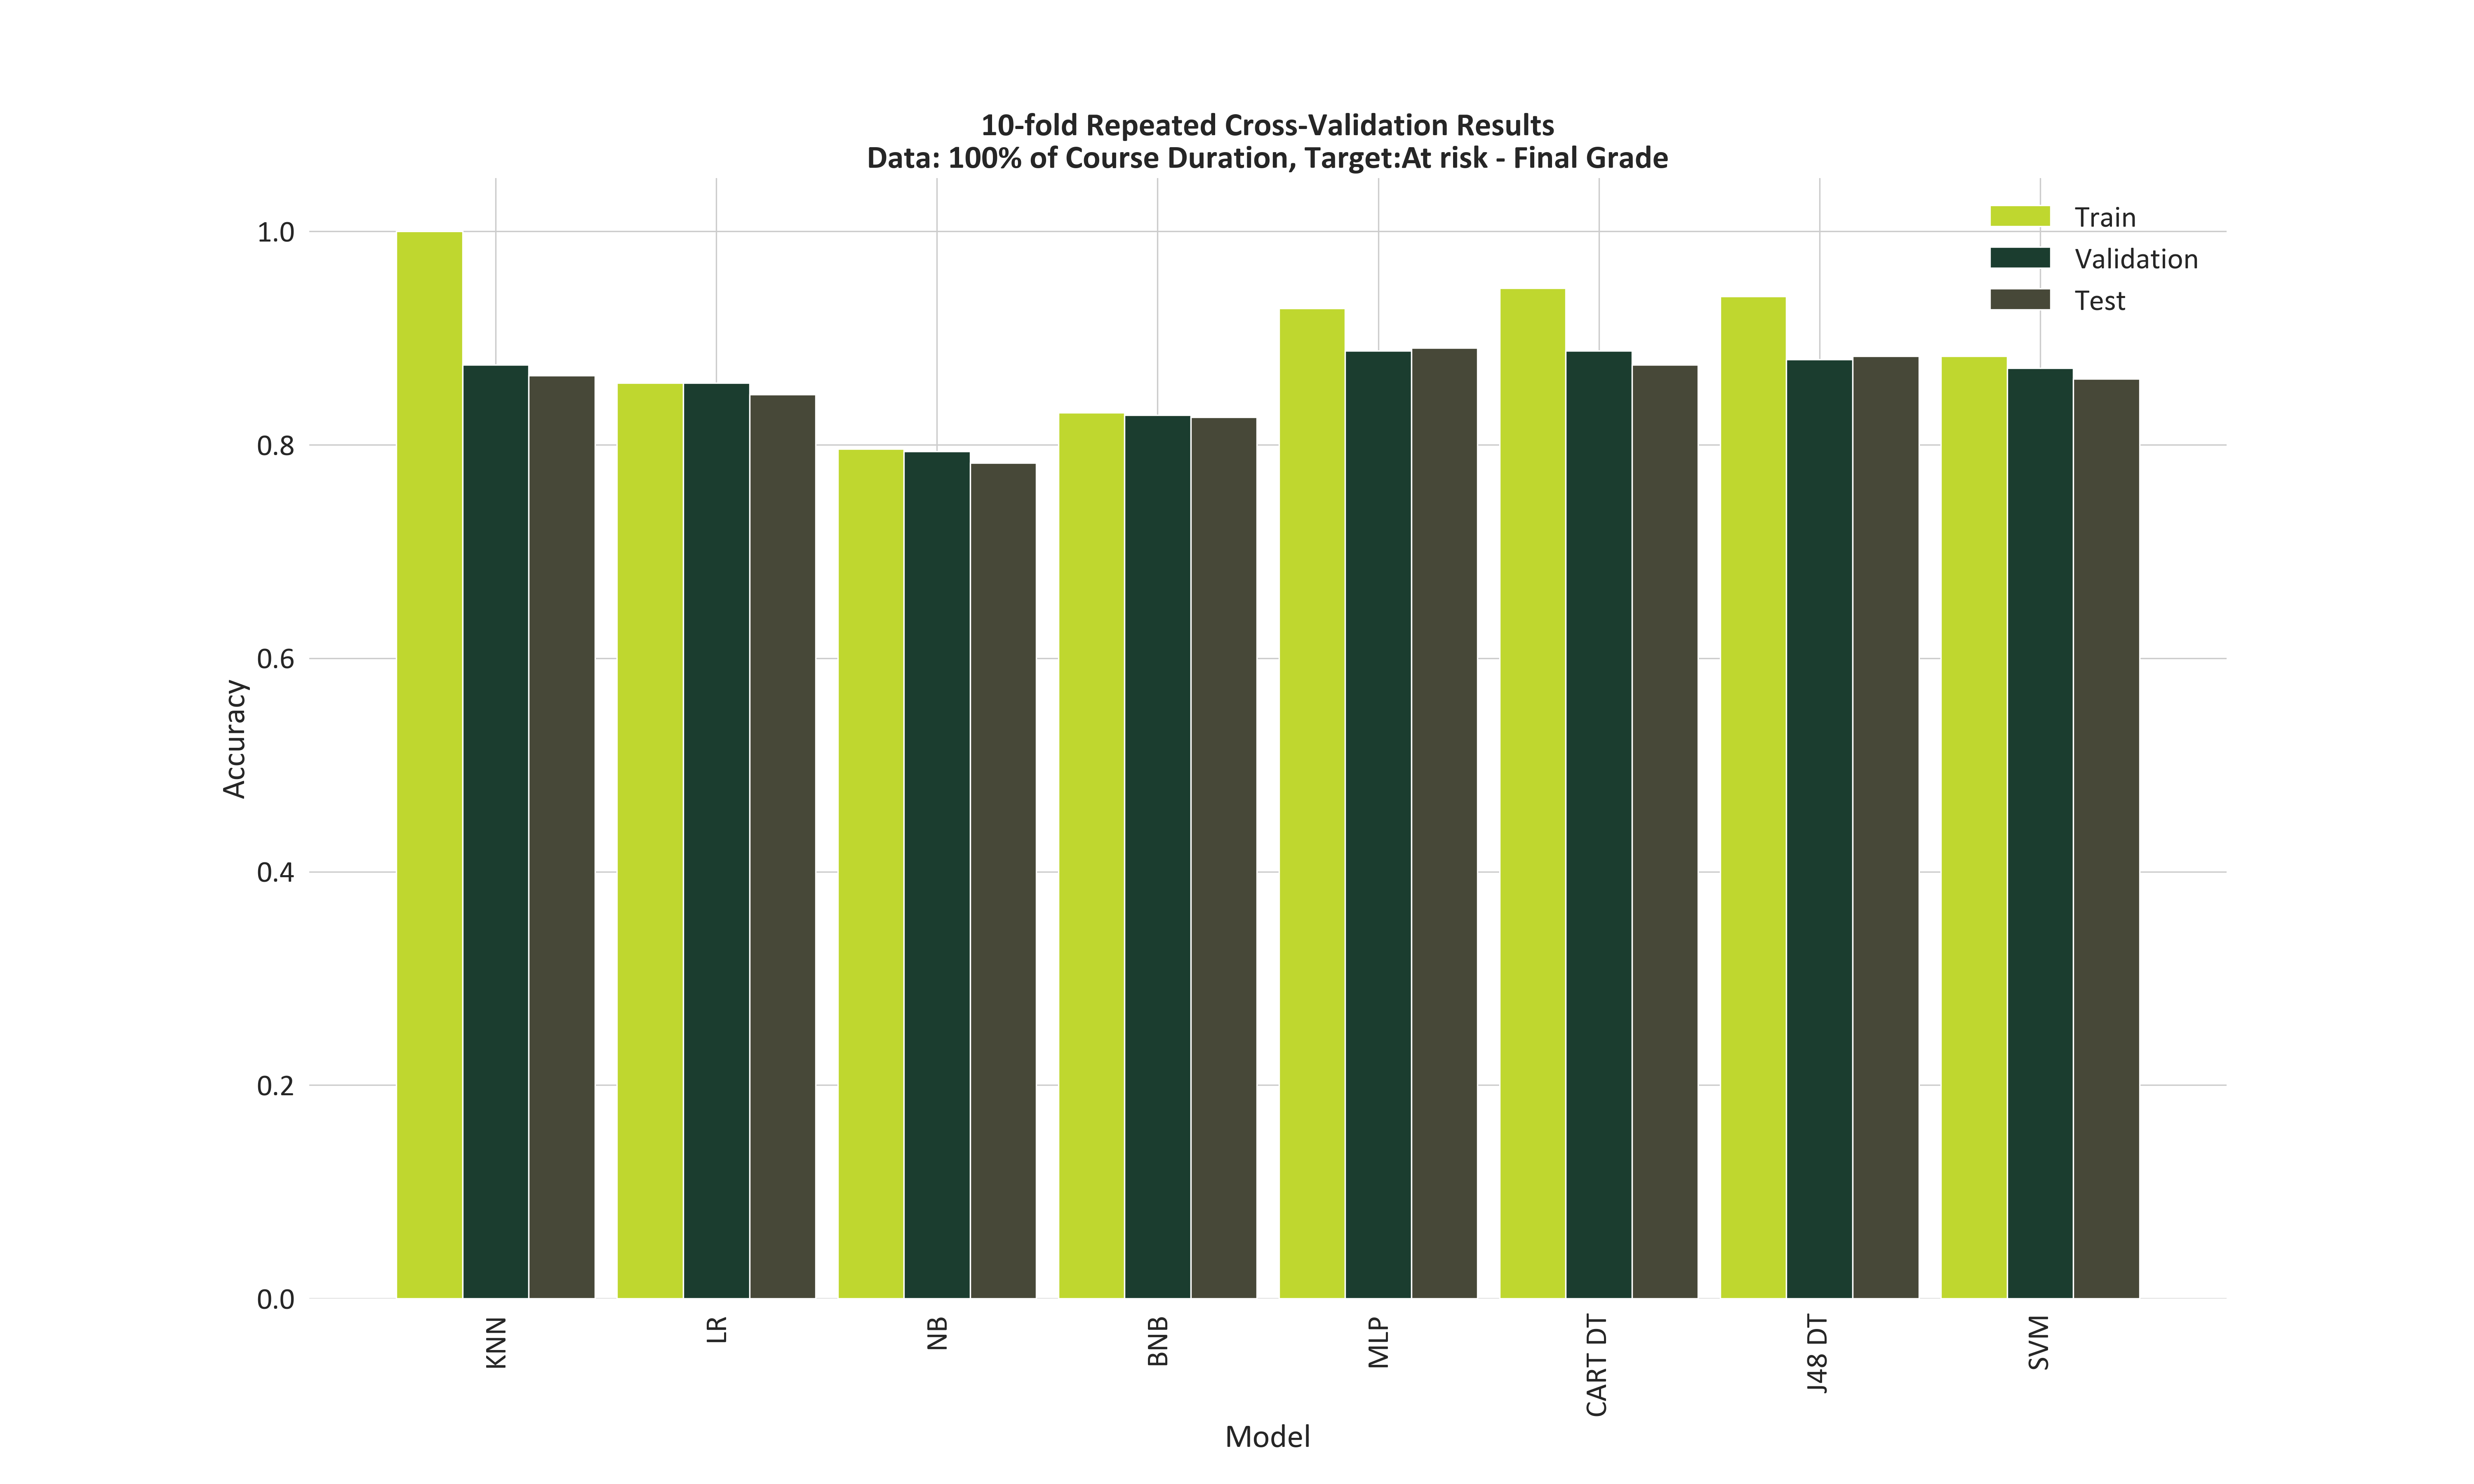 10-fold Repeated Cross-Validation Results
Data: 100% of Course Duration, Target:At risk - Final Grade
Train
Validation
Test
Accuracy
1.0
0.8
0.6
0.4
0.2
0.0
KNN
LR
NB
BNB
MLP
CART DT
J48 DT
SVM
Model